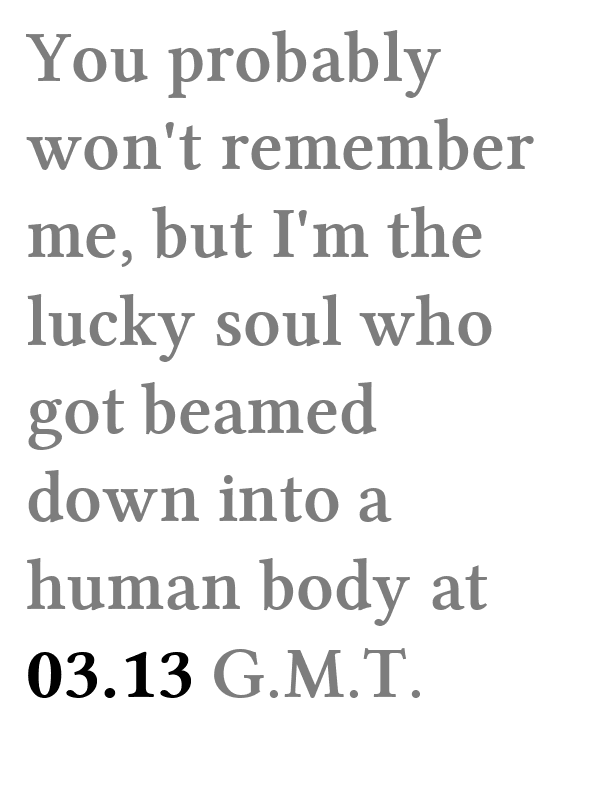 You probably
won't remember
me, but I'm the
lucky soul who
got beamed
down into a
human body at
03.13 G.M.T.